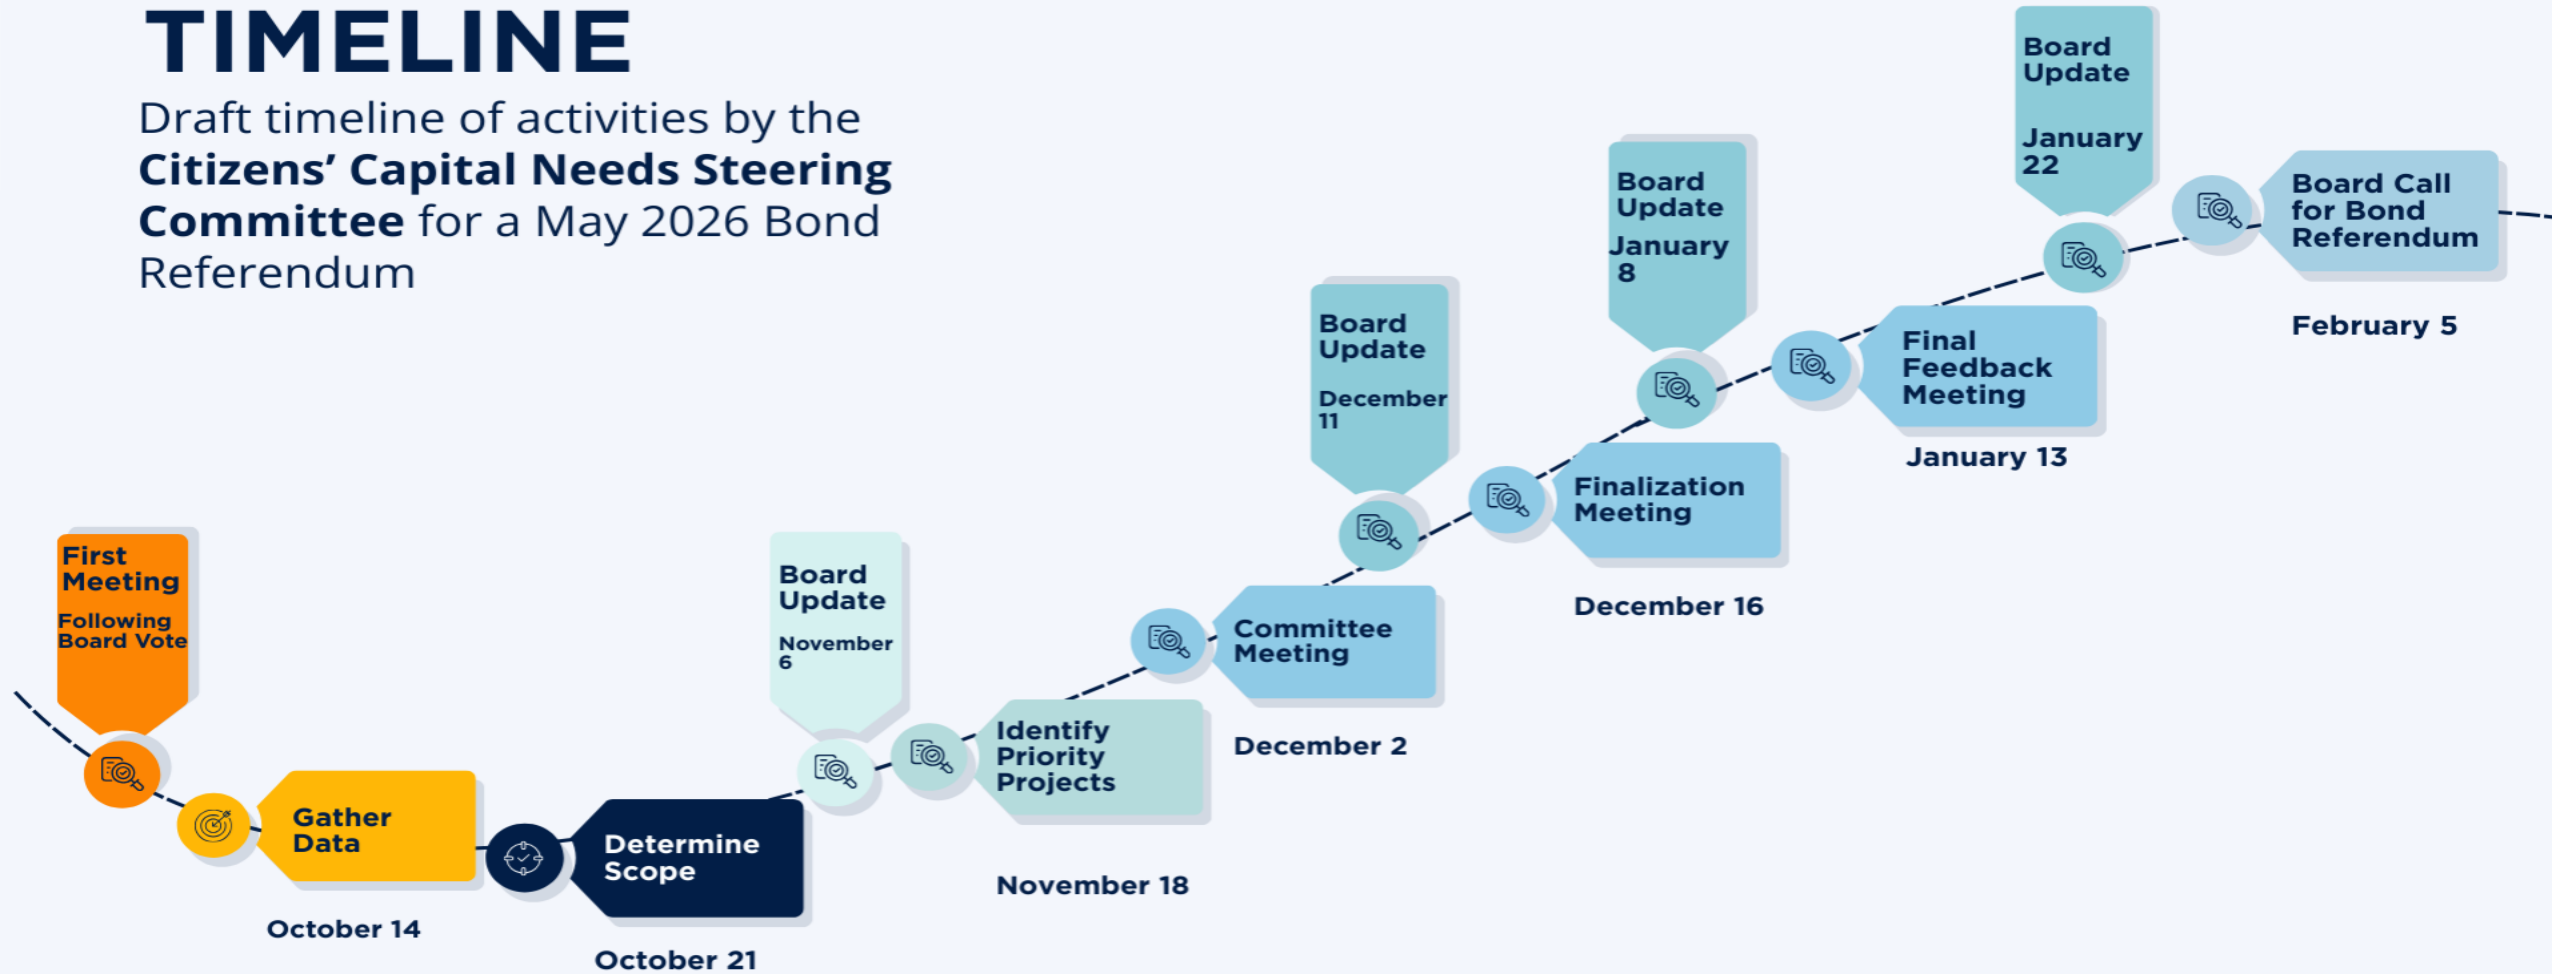 TIMELINE
Draft timeline of activities by the
Citizens’ Capital Needs Steering
Committee for a May 2026 Bond
Referendum
First
Meeting
Following
Board Vote
Gather
Data
October 14
Determine
Scope
October 21
Board
Update
November
6
Identify
Priority
Projects
November 18
Committee
Meeting
December 2
Board
Update
December
11
Finalization
Meeting
December 16
Board
Update
January
8
Final
Feedback
Meeting
January 13
Board
Update
January
22
Board Call
for Bond
Referendum
February 5